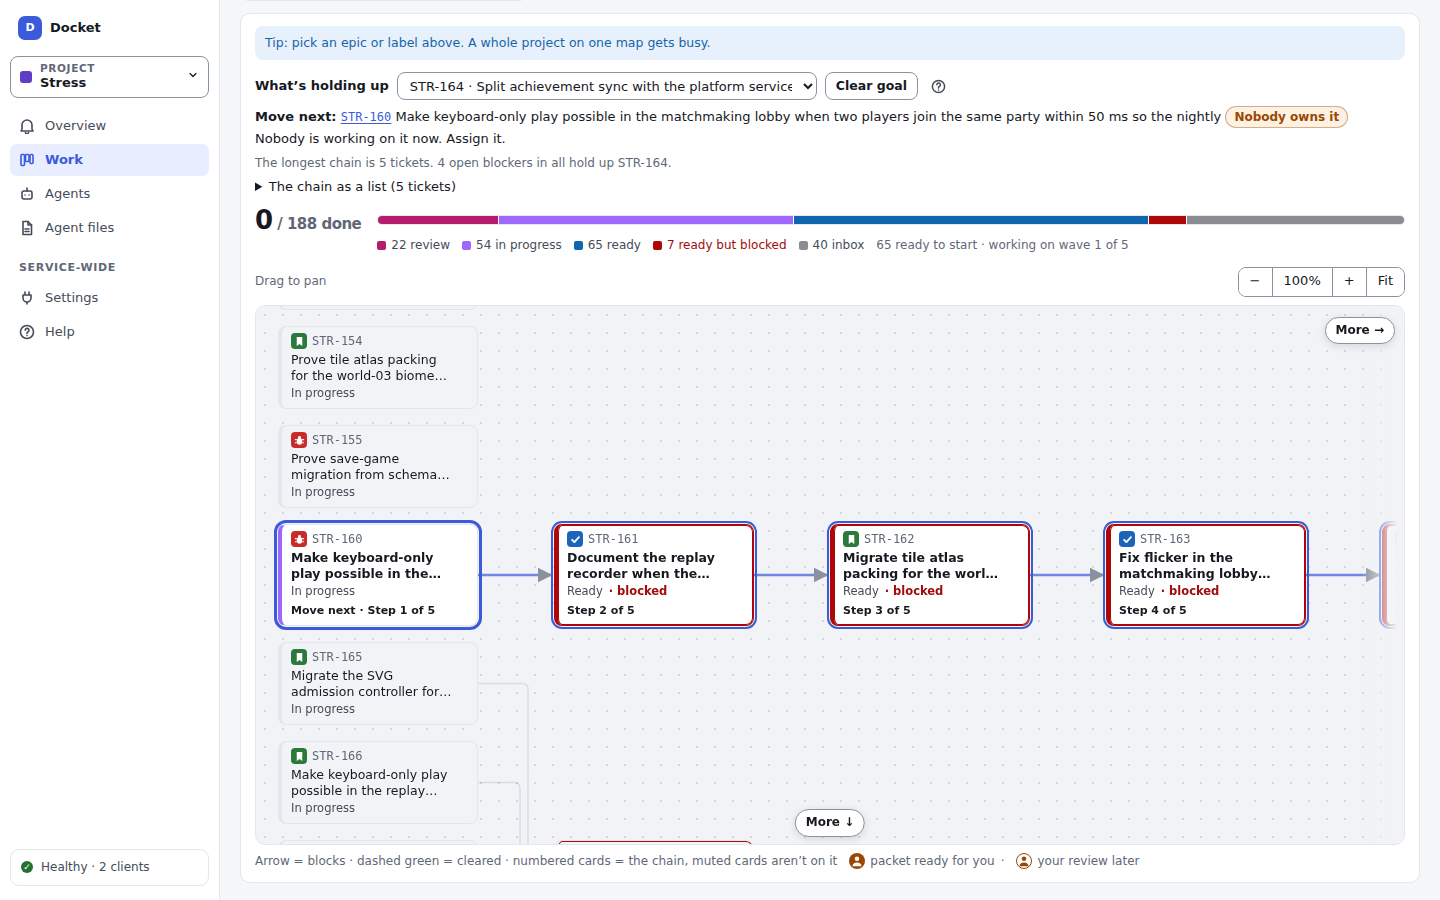 D Docket
PROJECT
Stress
Overview
Work
Agents
Agent files
SERVICE-WIDE
Settings
Help
Healthy · 2 clients
Tip: pick an epic or label above. A whole project on one map gets busy.
What’s holding up STR-164 · Split achievement sync with the platform service Clear goal
Move next: STR-160 Make keyboard-only play possible in the matchmaking lobby when two players join the same party within 50 ms so the nightly Nobody owns it
Nobody is working on it now. Assign it.
The longest chain is 5 tickets. 4 open blockers in all hold up STR-164.
▶ The chain as a list (5 tickets)
0 / 188 done
22 review 54 in progress 65 ready 7 ready but blocked 40 inbox 65 ready to start · working on wave 1 of 5
Drag to pan
− 100% + Fit
More →
STR-154
Prove tile atlas packing
for the world-03 biome…
In progress
STR-155
Prove save-game
migration from schema…
In progress
STR-160
Make keyboard-only
play possible in the…
In progress
Move next · Step 1 of 5
STR-161
Document the replay
recorder when the…
Ready · blocked
Step 2 of 5
STR-162
Migrate tile atlas
packing for the worl…
Ready · blocked
Step 3 of 5
STR-163
Fix flicker in the
matchmaking lobby…
Ready · blocked
Step 4 of 5
STR-165
Migrate the SVG
admission controller for…
In progress
STR-166
Make keyboard-only play
possible in the replay…
In progress
More ↓
Arrow = blocks · dashed green = cleared · numbered cards = the chain, muted cards aren’t on it packet ready for you · your review later